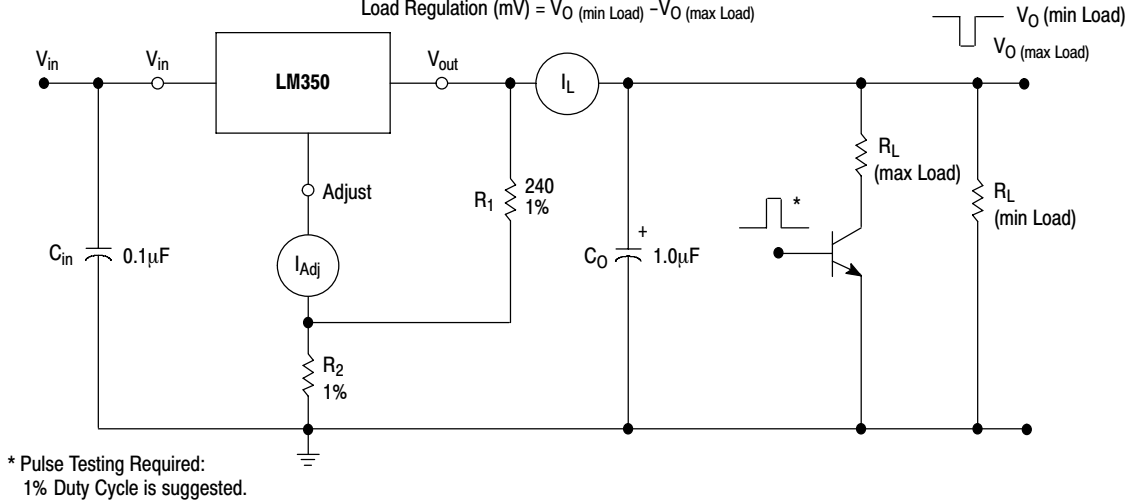 Load Regulation (mV) = VO (min Load) –VO (max Load)
VO (min Load)
VO (max Load)
Vin
Vin
LM350
Vout
IL
Adjust
R1
240
1%
RL
(max Load)
RL
(min Load)
*
Cin
0.1μF
IAdj
CO
+
1.0μF
R2
1%
* Pulse Testing Required:
1% Duty Cycle is suggested.